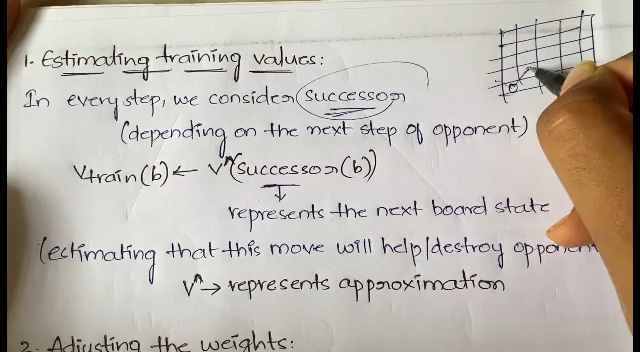 1. Estimating training values:
In every step, we consider successor
(depending on the next step of opponent)
Vtrain(b) ← V^(successor(b))
↓
represents the next board state
(estimating that this move will help/destroy opponent
V^ → represents approximation
2. Adjusting the weights: